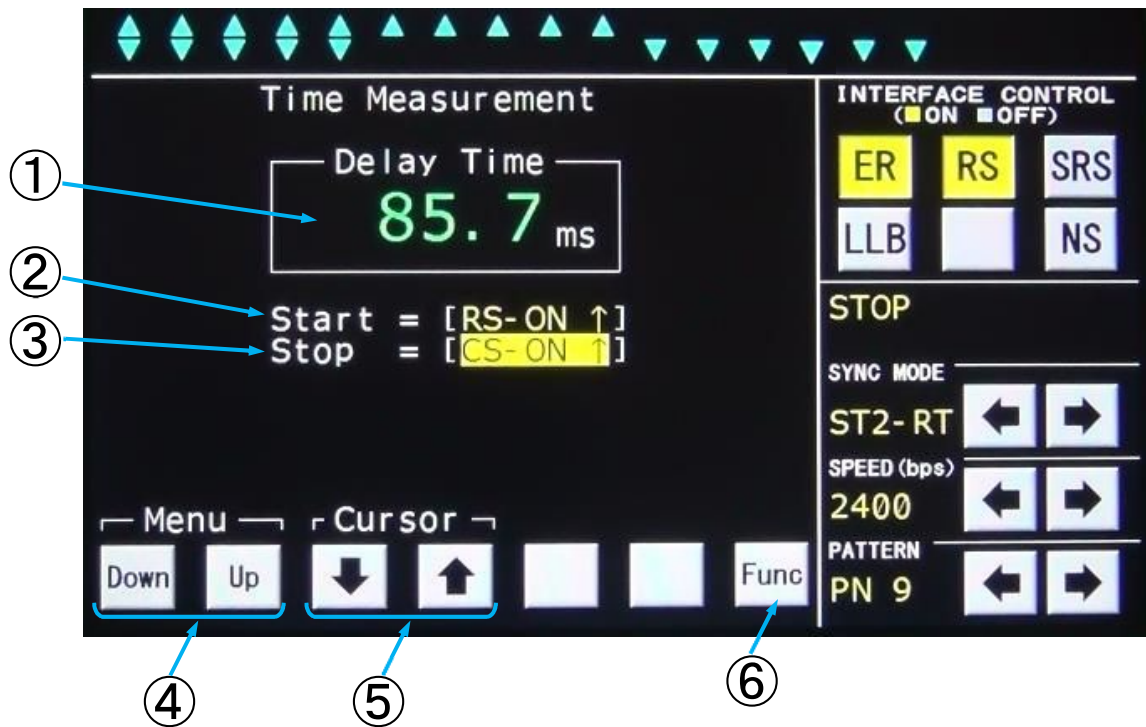 Time Measurement
① Delay Time
85.7 ms
② Start = [RS-ON ↑]
③ Stop = [CS-ON ↑]
Menu
Cursor
Down
Up
Func
④
⑤
⑥
INTERFACE CONTROL
(■ON ■OFF)
ER
RS
SRS
LLB
NS
STOP
SYNC MODE
ST2-RT
SPEED(bps)
2400
PATTERN
PN 9